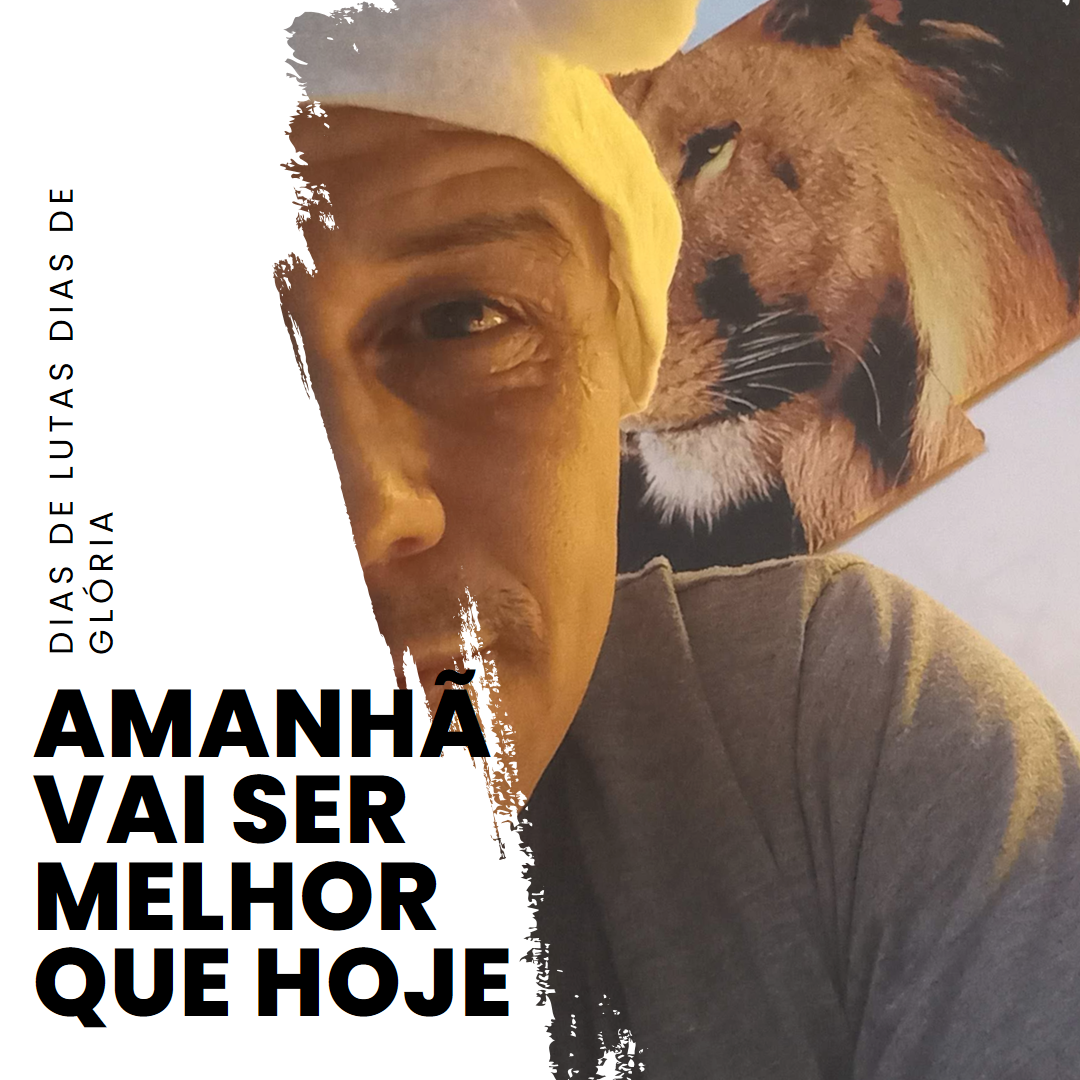 DIAS DE LUTAS DIAS DE
GLÓRIA
AMANHÃ
VAI SER
MELHOR
QUE HOJE